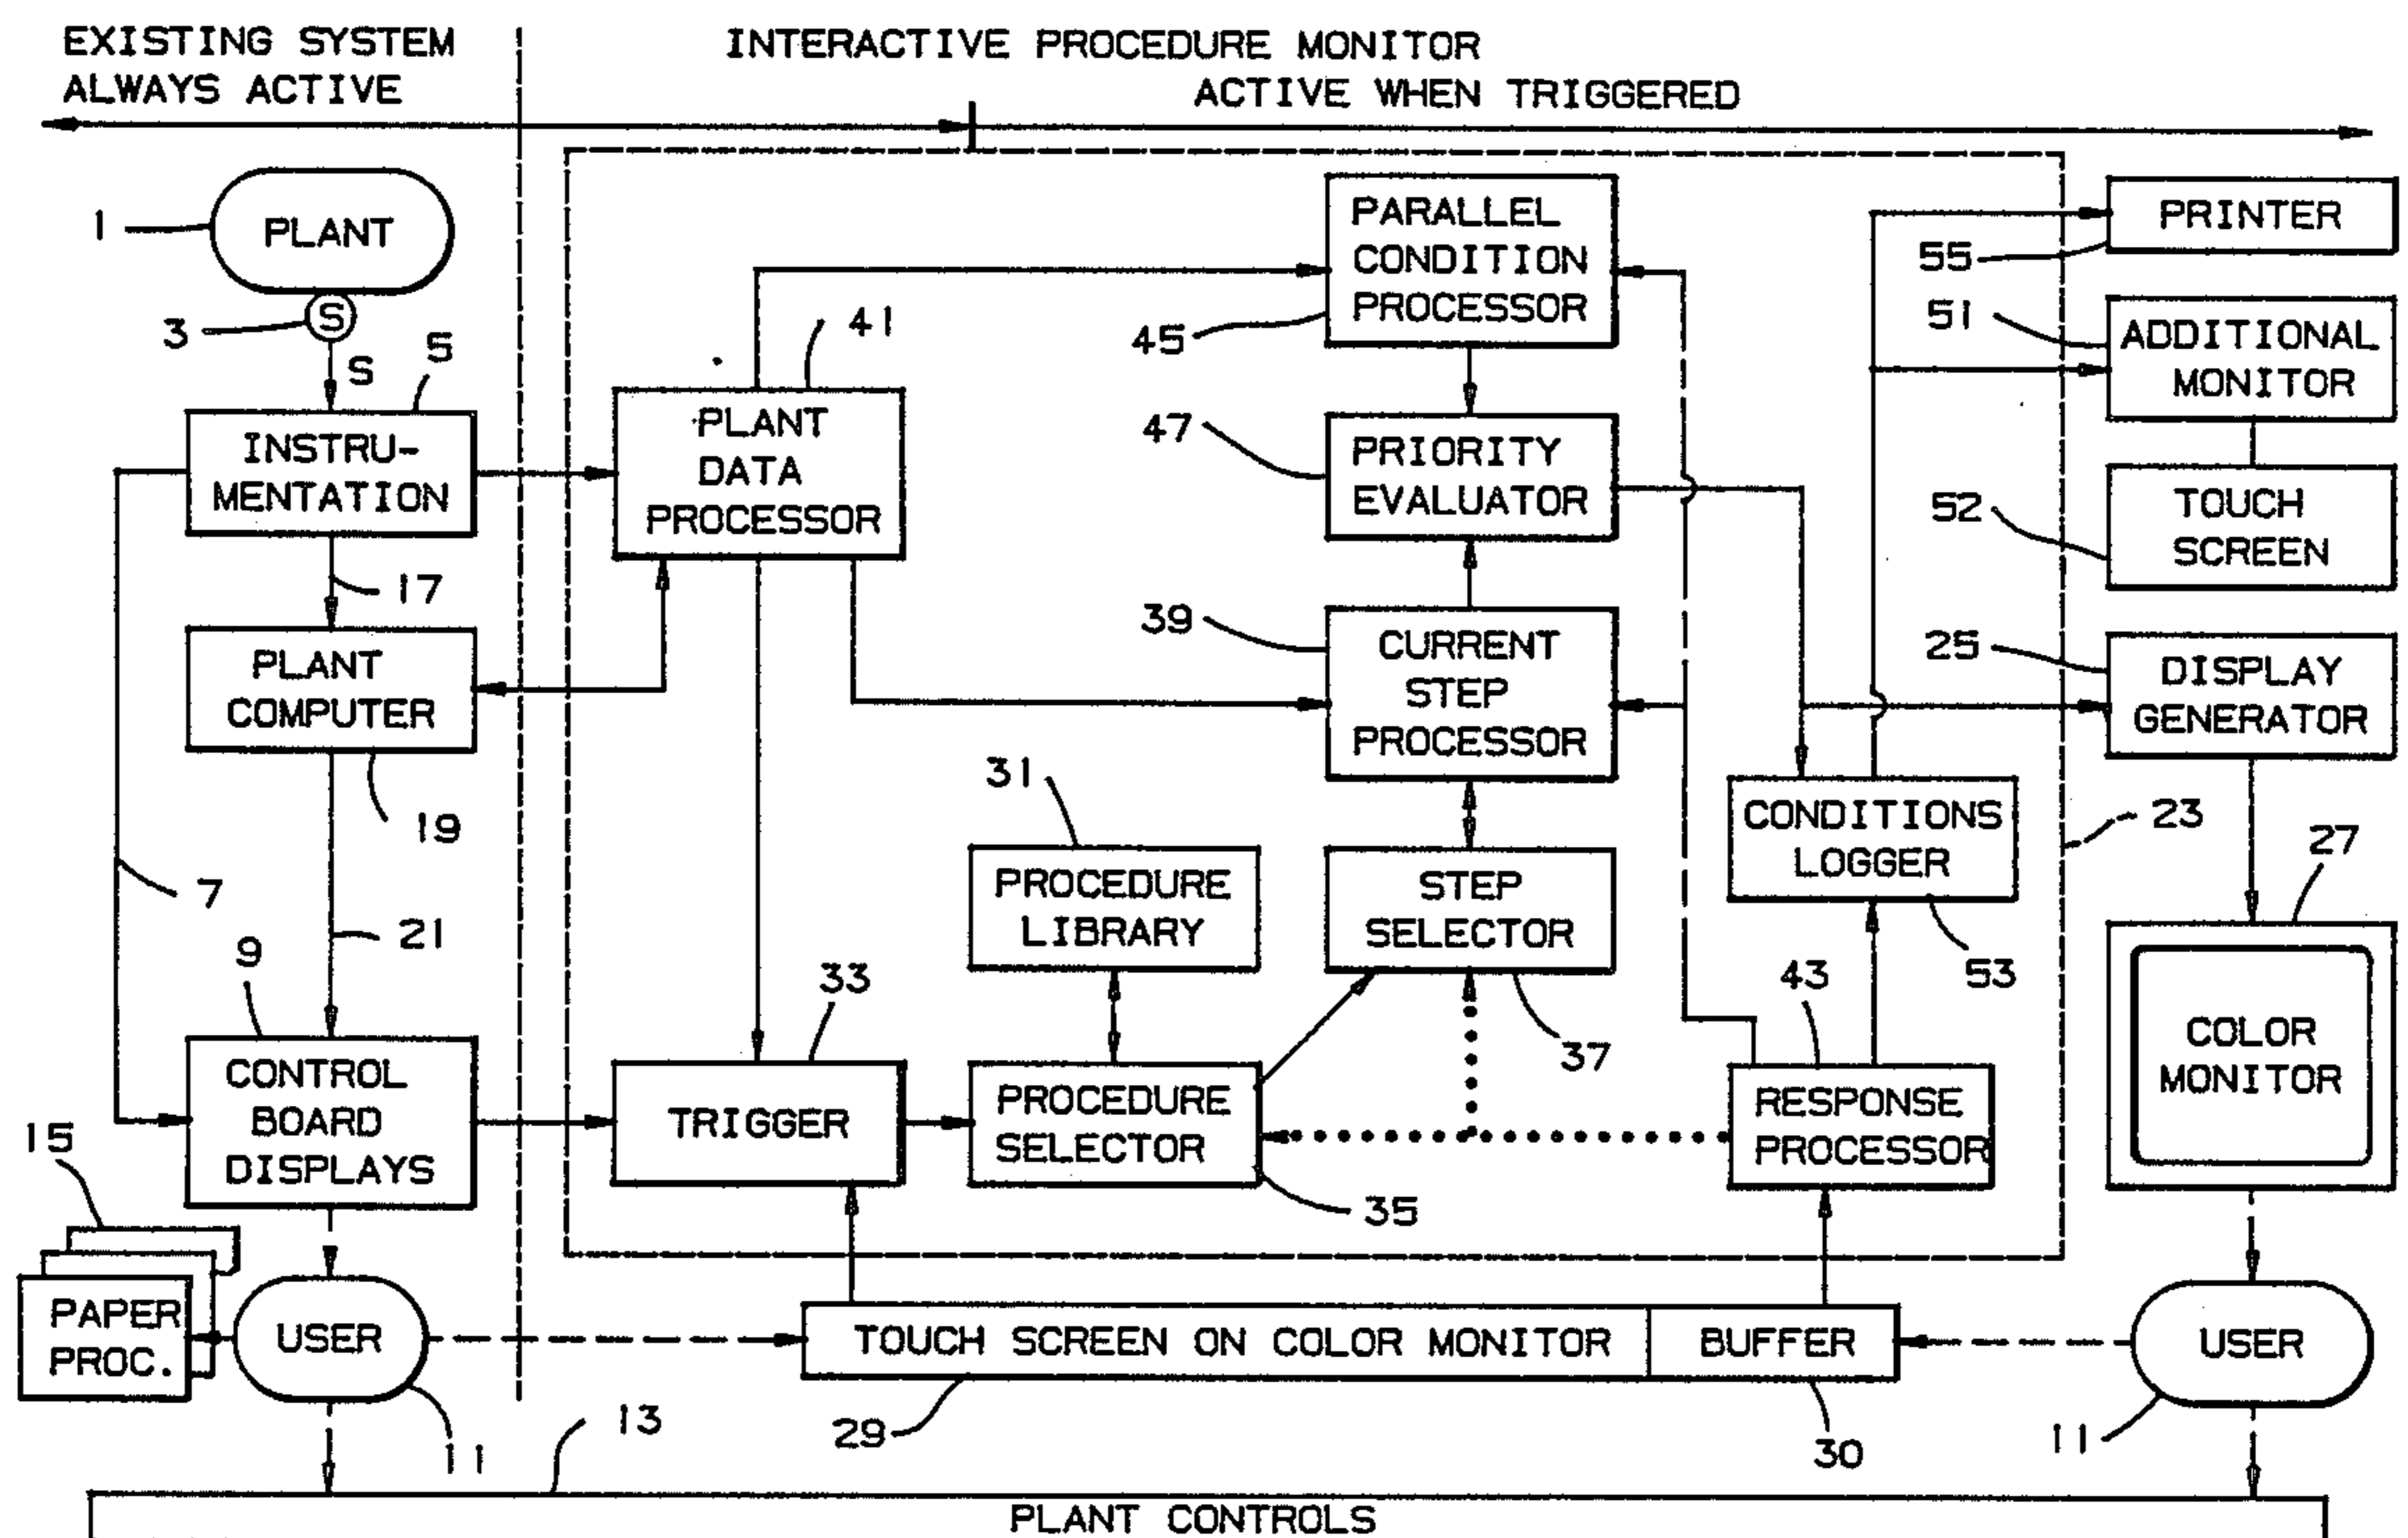 EXISTING SYSTEM
ALWAYS ACTIVE
INTERACTIVE PROCEDURE MONITOR
ACTIVE WHEN TRIGGERED
1
PLANT
3
S
S
5
INSTRU-
MENTATION
17
PLANT
COMPUTER
19
7
21
9
CONTROL
BOARD
DISPLAYS
15
PAPER
PROC.
USER
11
13
PLANT CONTROLS
41
PLANT
DATA
PROCESSOR
33
TRIGGER
31
PROCEDURE
LIBRARY
PROCEDURE
SELECTOR
35
PARALLEL
CONDITION
PROCESSOR
45
47
PRIORITY
EVALUATOR
39
CURRENT
STEP
PROCESSOR
STEP
SELECTOR
37
CONDITIONS
LOGGER
53
43
RESPONSE
PROCESSOR
23
TOUCH SCREEN ON COLOR MONITOR
BUFFER
29
30
PRINTER
55
51
ADDITIONAL
MONITOR
52
TOUCH
SCREEN
25
DISPLAY
GENERATOR
27
COLOR
MONITOR
USER
11